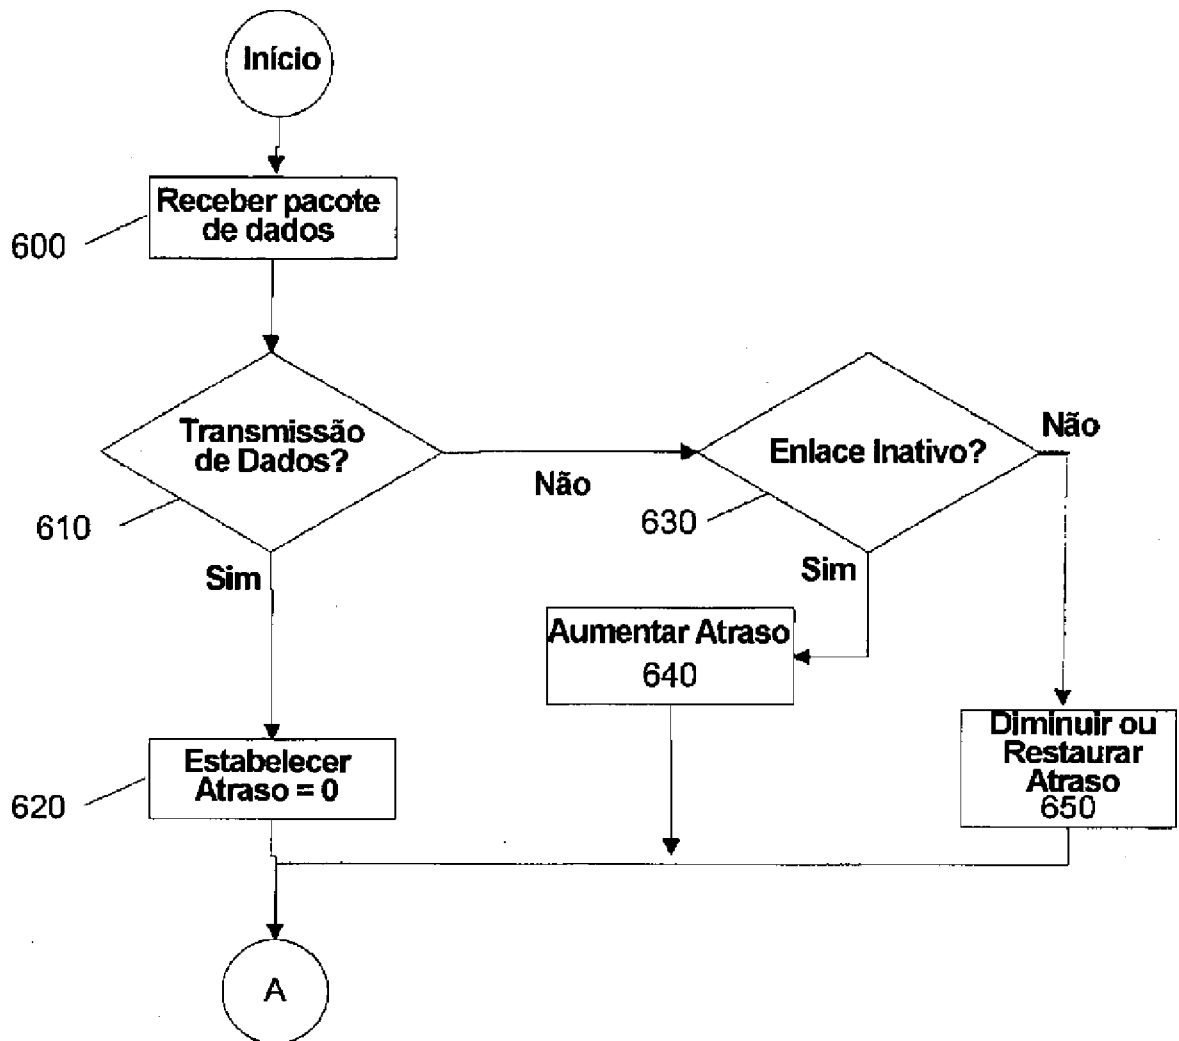 Início
Receber pacote
de dados
600
Transmissão
de Dados?
610
Não
Enlace Inativo?
630
Não
Sim
Sim
Aumentar Atraso
640
Estabelecer
Atraso = 0
620
Diminuir ou
Restaurar
Atraso
650
A